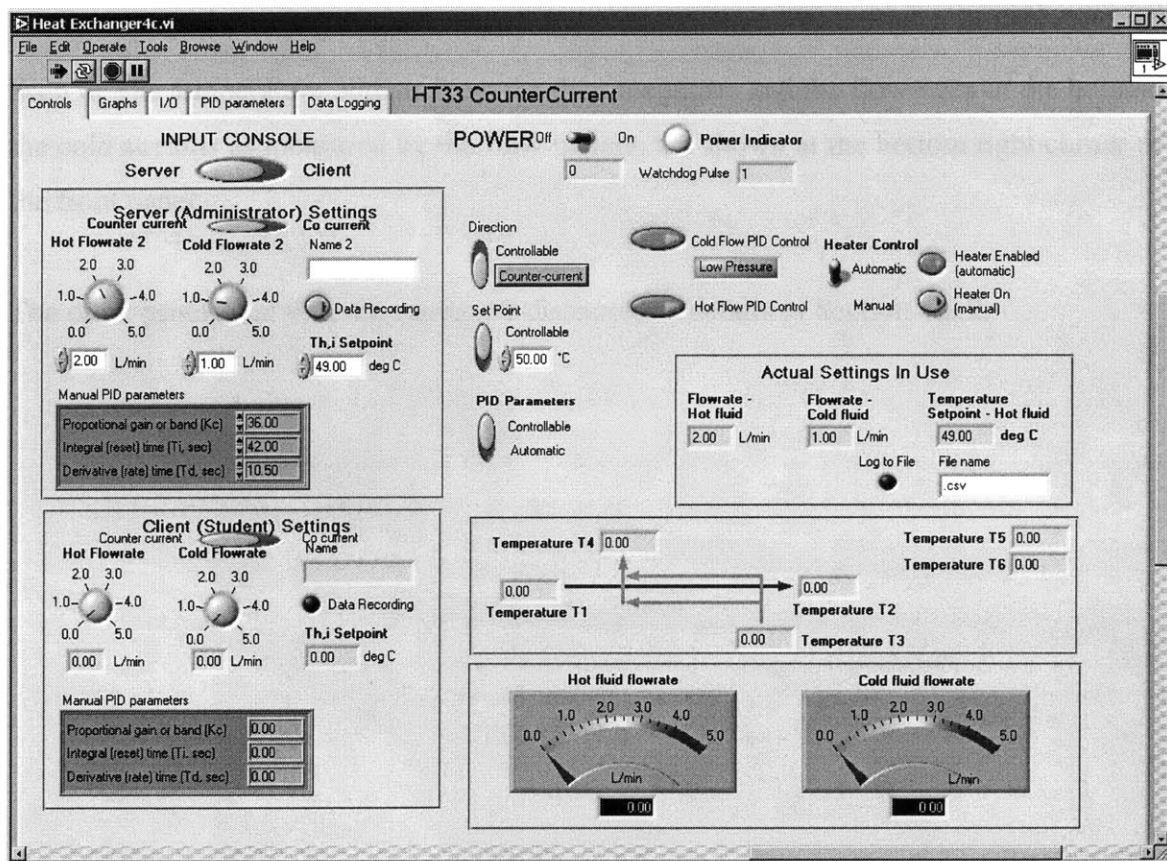 Heat Exchanger4c.vi
File Edit Operate Tools Browse Window Help
1
Controls Graphs I/O PID parameters Data Logging HT33 CounterCurrent
INPUT CONSOLE
Server Client
POWER Off On Power Indicator
0 Watchdog Pulse 1
Server (Administrator) Settings
Counter current Co current
Hot Flowrate 2 Cold Flowrate 2 Name 2
2.0 3.0 2.0 3.0
1.0 4.0 1.0 4.0 Data Recording
0.0 5.0 0.0 5.0
Th,i Setpoint
2.00 L/min 1.00 L/min 49.00 deg C
Manual PID parameters
Proportional gain or band (Kc) 36.00
Integral (reset) time (Ti, sec) 42.00
Derivative (rate) time (Td, sec) 10.50
Direction
Controllable
Counter-current
Set Point
Controllable
50.00 °C
PID Parameters
Controllable
Automatic
Cold Flow PID Control
Low Pressure
Hot Flow PID Control
Heater Control
Automatic
Manual
Heater Enabled
(automatic)
Heater On
(manual)
Actual Settings In Use
Flowrate -
Hot fluid
2.00 L/min
Flowrate -
Cold fluid
1.00 L/min
Temperature
Setpoint - Hot fluid
49.00 deg C
Log to File File name
.csv
Client (Student) Settings
Counter current Co current
Hot Flowrate Cold Flowrate Name
2.0 3.0 2.0 3.0
1.0 4.0 1.0 4.0 Data Recording
0.0 5.0 0.0 5.0
Th,i Setpoint
0.00 L/min 0.00 L/min 0.00 deg C
Manual PID parameters
Proportional gain or band (Kc) 0.00
Integral (reset) time (Ti, sec) 0.00
Derivative (rate) time (Td, sec) 0.00
Temperature T4 0.00
Temperature T5 0.00
Temperature T6 0.00
0.00
Temperature T1
0.00
Temperature T2
0.00 Temperature T3
Hot fluid flowrate
0.0 1.0 2.0 3.0 4.0 5.0
L/min
0.00
Cold fluid flowrate
0.0 1.0 2.0 3.0 4.0 5.0
L/min
0.00